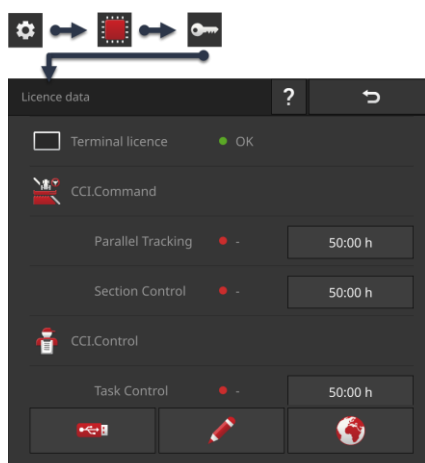 Licence data ?
Terminal licence OK
CCI.Command
Parallel Tracking - 50:00 h
Section Control - 50:00 h
CCI.Control
Task Control - 50:00 h